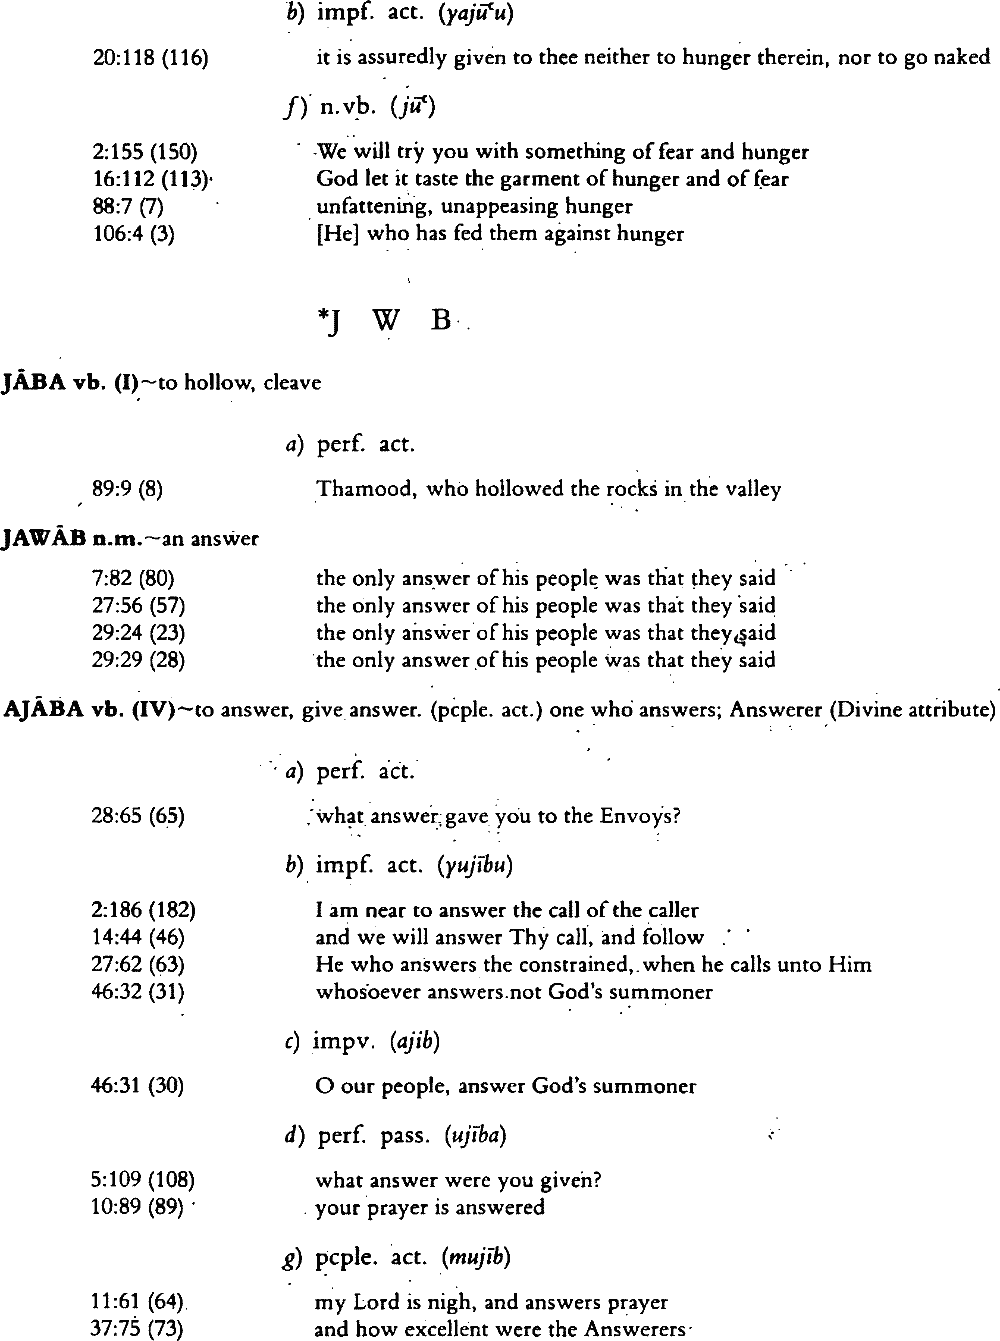 b) impf. act. (yajūʿu)
20:118 (116) it is assuredly given to thee neither to hunger therein, nor to go naked
f) n.vb. (jūʿ)
2:155 (150) We will try you with something of fear and hunger
16:112 (113) God let it taste the garment of hunger and of fear
88:7 (7) unfattening, unappeasing hunger
106:4 (3) [He] who has fed them against hunger
*J W B
JĀBA vb. (I)~to hollow, cleave
a) perf. act.
89:9 (8) Thamood, who hollowed the rocks in the valley
JAWĀB n.m.~an answer
7:82 (80) the only answer of his people was that they said
27:56 (57) the only answer of his people was that they said
29:24 (23) the only answer of his people was that they said
29:29 (28) the only answer of his people was that they said
AJĀBA vb. (IV)~to answer, give answer. (pcple. act.) one who answers; Answerer (Divine attribute)
a) perf. act.
28:65 (65) what answer gave you to the Envoys?
b) impf. act. (yujību)
2:186 (182) I am near to answer the call of the caller
14:44 (46) and we will answer Thy call, and follow
27:62 (63) He who answers the constrained, when he calls unto Him
46:32 (31) whosoever answers not God's summoner
c) impv. (ajib)
46:31 (30) O our people, answer God's summoner
d) perf. pass. (ujība)
5:109 (108) what answer were you given?
10:89 (89) your prayer is answered
g) pcple. act. (mujīb)
11:61 (64) my Lord is nigh, and answers prayer
37:75 (73) and how excellent were the Answerers